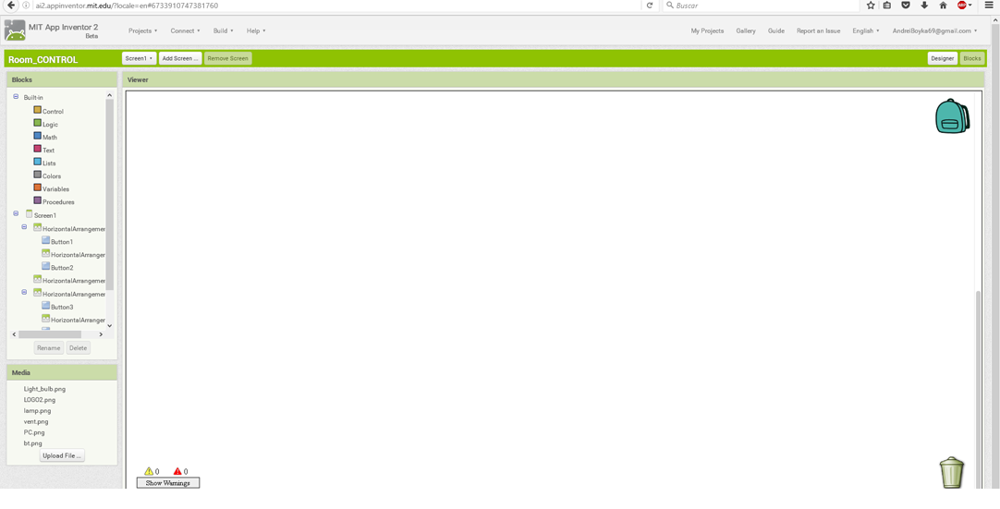 ai2.appinventor.mit.edu/?locale=en#6733910747381760
Buscar
ABP
MIT App Inventor 2
Beta
Projects
Connect
Build
Help
My Projects
Gallery
Guide
Report an Issue
English
AndreiBoyka69@gmail.com
Room_CONTROL
Screen1
Add Screen ...
Remove Screen
Designer
Blocks
Blocks
Viewer
Built-in
Control
Logic
Math
Text
Lists
Colors
Variables
Procedures
Screen1
HorizontalArrangemer
Button1
HorizontalArranger
Button2
HorizontalArrangemer
HorizontalArrangemer
Button3
HorizontalArranger
Rename
Delete
Media
Light_bulb.png
LOGO2.png
lamp.png
vent.png
PC.png
bt.png
Upload File ...
0
0
Show Warnings